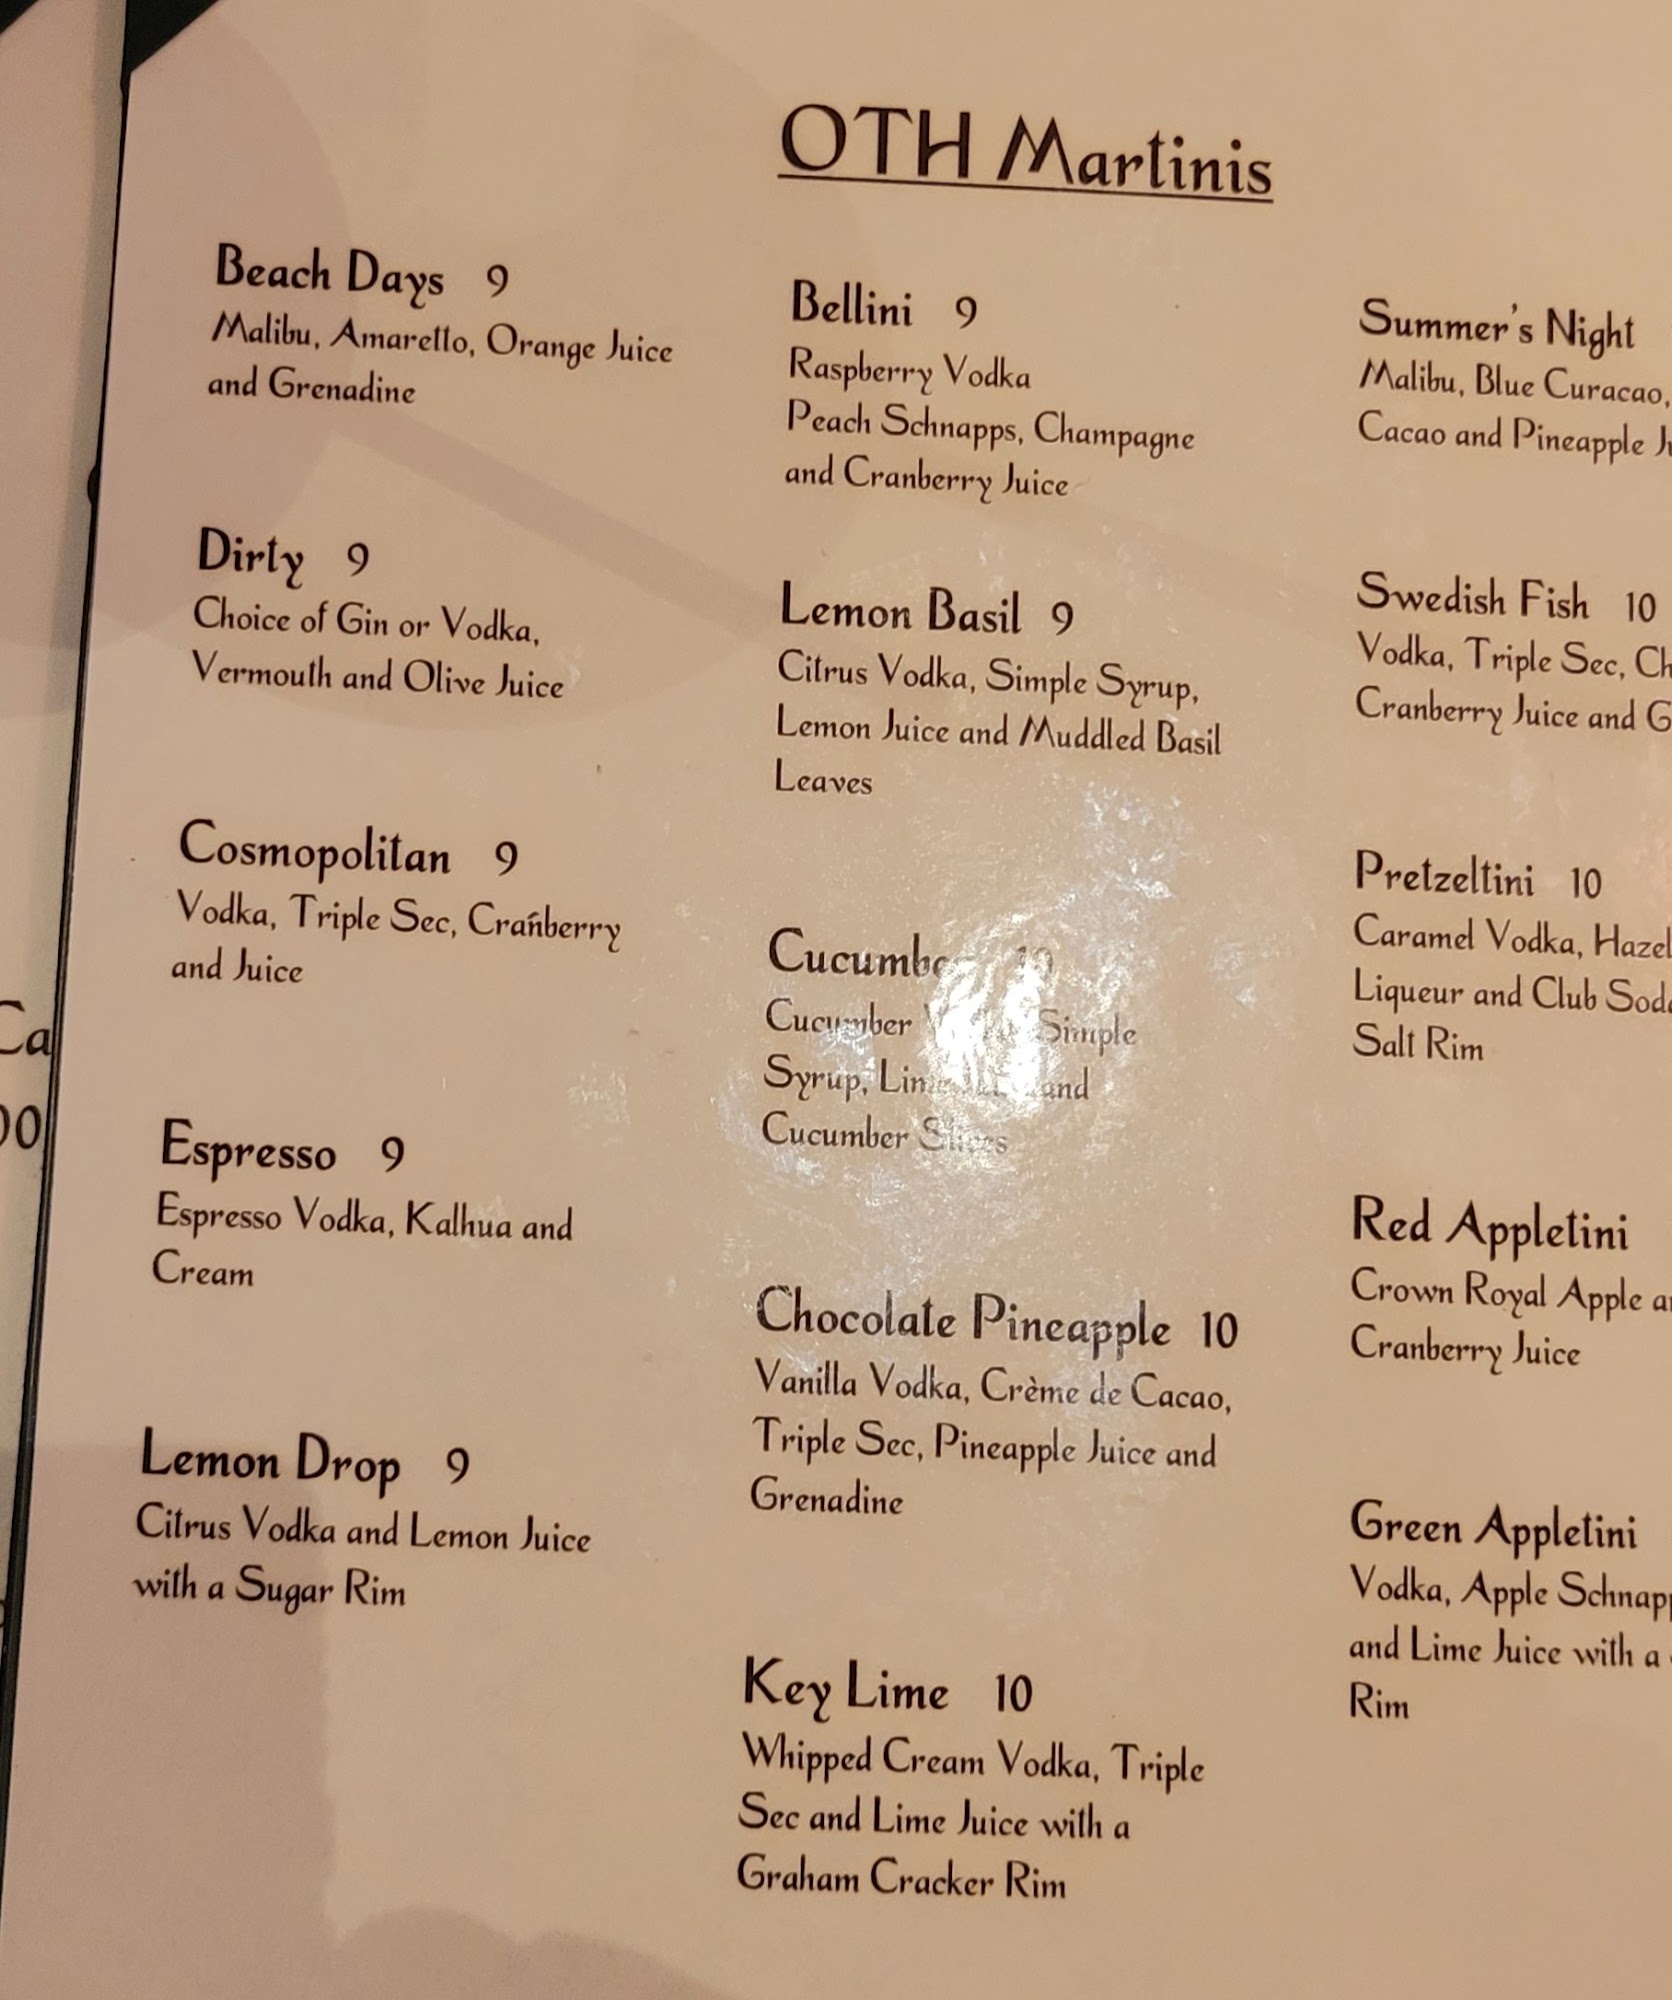 OTH Martinis
Beach Days 9
Malibu, Amaretto, Orange Juice
and Grenadine
Dirty 9
Choice of Gin or Vodka,
Vermouth and Olive Juice
Cosmopolitan 9
Vodka, Triple Sec, Cranberry
and Juice
Espresso 9
Espresso Vodka, Kalhua and
Cream
Lemon Drop 9
Citrus Vodka and Lemon Juice
with a Sugar Rim
Bellini 9
Raspberry Vodka
Peach Schnapps, Champagne
and Cranberry Juice
Lemon Basil 9
Citrus Vodka, Simple Syrup,
Lemon Juice and Muddled Basil
Leaves
Cucumber 10
Cucumber Simple
Syrup, Lime and
Cucumber Slices
Chocolate Pineapple 10
Vanilla Vodka, Crème de Cacao,
Triple Sec, Pineapple Juice and
Grenadine
Key Lime 10
Whipped Cream Vodka, Triple
Sec and Lime Juice with a
Graham Cracker Rim
Summer's Night
Malibu, Blue Curacao,
Cacao and Pineapple
Swedish Fish 10
Vodka, Triple Sec,
Cranberry Juice and
Pretzeltini 10
Caramel Vodka,
Liqueur and Club
Salt Rim
Red Appletini
Crown Royal Apple
Cranberry Juice
Green Appletini
Vodka, Apple
and Lime Juice with a
Rim